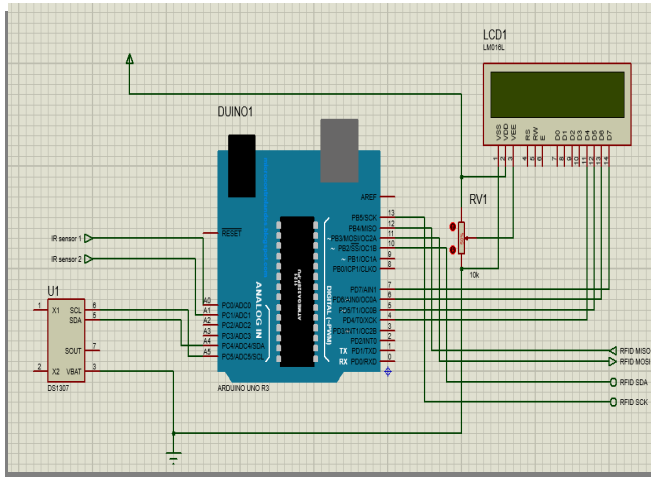 LCD1
LM016L
VSS VDD VEE RS RW E D0 D1 D2 D3 D4 D5 D6 D7
1 2 3 4 5 6 7 8 9 10 11 12 13 14
DUINO1
AREF
RESET
PB5/SCK 13
PB4/MISO 12
~ PB3/MOSI/OC2A 11
~ PB2/SS/OC1B 10
~ PB1/OC1A 9
PB0/ICP1/CLKO 8
RV1
10k
IR sensor 1
IR sensor 2
ANALOG IN
ATMEGA328P-PU
1121
DIGITAL (~PWM)
A0 PC0/ADC0
A1 PC1/ADC1
A2 PC2/ADC2
A3 PC3/ADC3
A4 PC4/ADC4/SDA
A5 PC5/ADC5/SCL
PD7/AIN1 7
PD6/AIN0/OC0A 6
PD5/T1/OC0B 5
PD4/T0/XCK 4
PD3/INT1/OC2B 3
PD2/INT0 2
TX PD1/TXD 1
RX PD0/RXD 0
ARDUINO UNO R3
U1
1 X1 SCL 6
SDA 5
SOUT 7
2 X2 VBAT 3
DS1307
RFID MISO
RFID MOSI
RFID SDA
RFID SCK